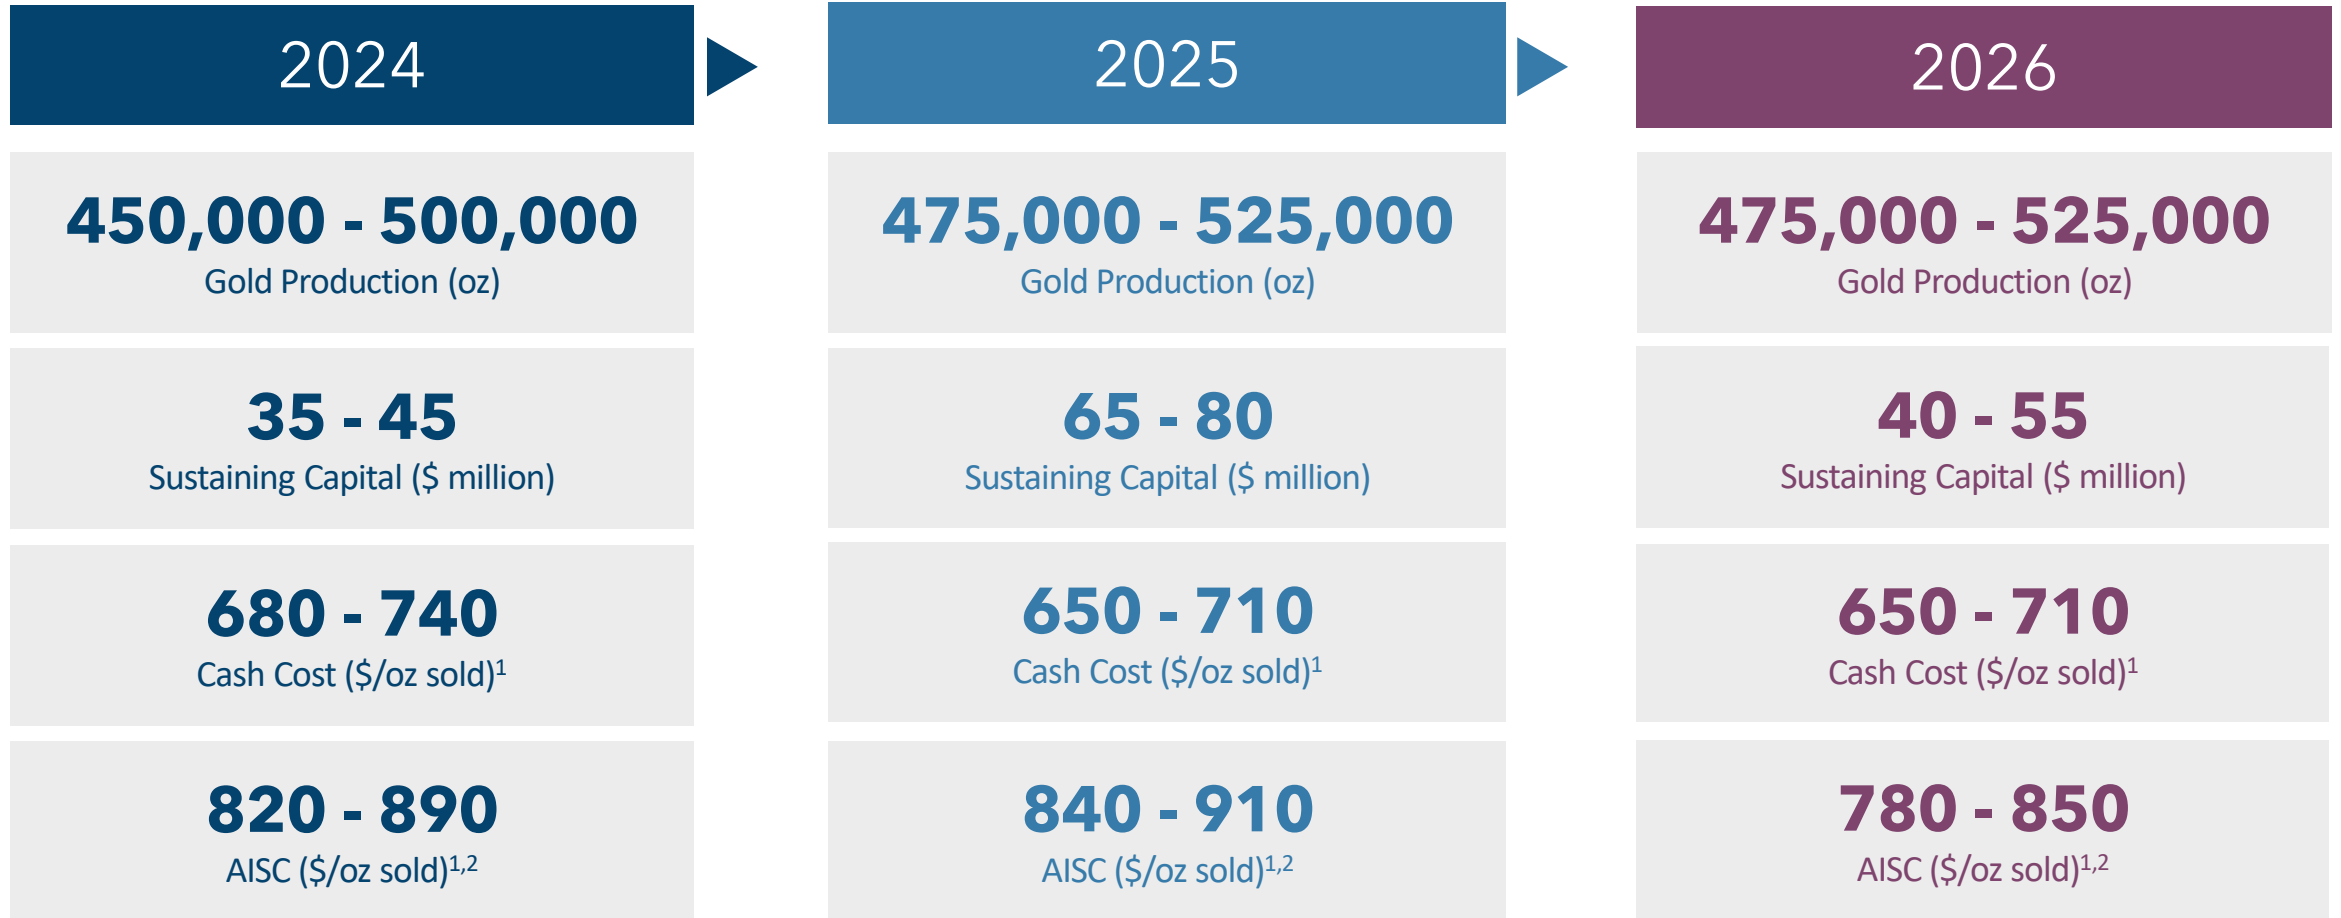 2024
450,000 - 500,000
Gold Production (oz)
35 - 45
Sustaining Capital ($ million)
680 - 740
Cash Cost ($/oz sold)¹
820 - 890
AISC ($/oz sold)¹,²
2025
475,000 - 525,000
Gold Production (oz)
65 - 80
Sustaining Capital ($ million)
650 - 710
Cash Cost ($/oz sold)¹
840 - 910
AISC ($/oz sold)¹,²
2026
475,000 - 525,000
Gold Production (oz)
40 - 55
Sustaining Capital ($ million)
650 - 710
Cash Cost ($/oz sold)¹
780 - 850
AISC ($/oz sold)¹,²